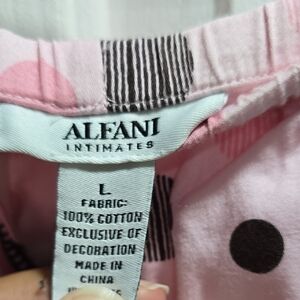 ALFANI
INTIMATES
L
FABRIC:
100% COTTON
EXCLUSIVE OF
DECORATION
MADE IN
CHINA